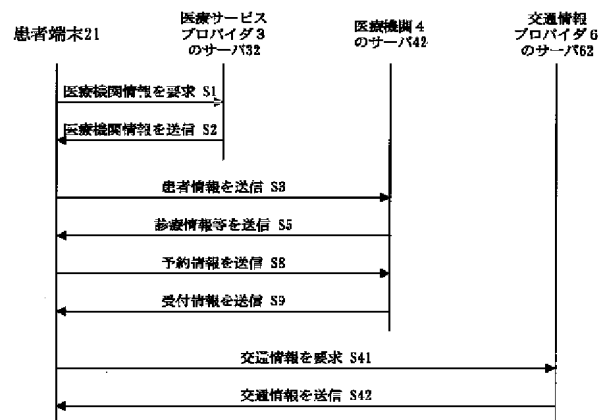 患者端末21
医療サービス
プロバイダ3
のサーバ32
医療機関4
のサーバ42
交通情報
プロバイダ6
のサーバ62
医療機関情報を要求 S1
医療機関情報を送信 S2
患者情報を送信 S3
診療情報等を送信 S5
予約情報を送信 S8
受付情報を送信 S9
交通情報を要求 S41
交通情報を送信 S42